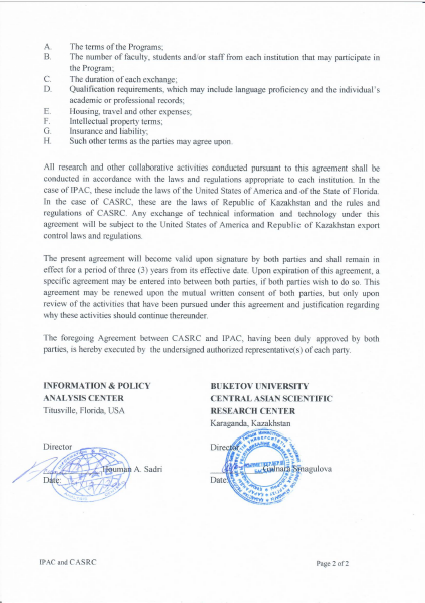 A. The terms of the Programs;
B. The number of faculty, students and/or staff from each institution that may participate in
the Program;
C. The duration of each exchange;
D. Qualification requirements, which may include language proficiency and the individual's
academic or professional records;
E. Housing, travel and other expenses;
F. Intellectual property terms;
G. Insurance and liability;
H. Such other terms as the parties may agree upon.
All research and other collaborative activities conducted pursuant to this agreement shall be
conducted in accordance with the laws and regulations appropriate to each institution. In the
case of IPAC, these include the laws of the United States of America and of the State of Florida.
In the case of CASRC, these are the laws of Republic of Kazakhstan and the rules and
regulations of CASRC. Any exchange of technical information and technology under this
agreement will be subject to the United States of America and Republic of Kazakhstan export
control laws and regulations.
The present agreement will become valid upon signature by both parties and shall remain in
effect for a period of three (3) years from its effective date. Upon expiration of this agreement, a
specific agreement may be entered into between both parties, if both parties wish to do so. This
agreement may be renewed upon the mutual written consent of both parties, but only upon
review of the activities that have been pursued under this agreement and justification regarding
why these activities should continue thereunder.
The foregoing Agreement between CASRC and IPAC, having been duly approved by both
parties, is hereby executed by the undersigned authorized representative(s) of each party.
INFORMATION & POLICY
ANALYSIS CENTER
Titusville, Florida, USA
Director
Houman A. Sadri
Date:
BUKETOV UNIVERSITY
CENTRAL ASIAN SCIENTIFIC
RESEARCH CENTER
Karaganda, Kazakhstan
Director
Date:
IPAC and CASRC
Page 2 of 2